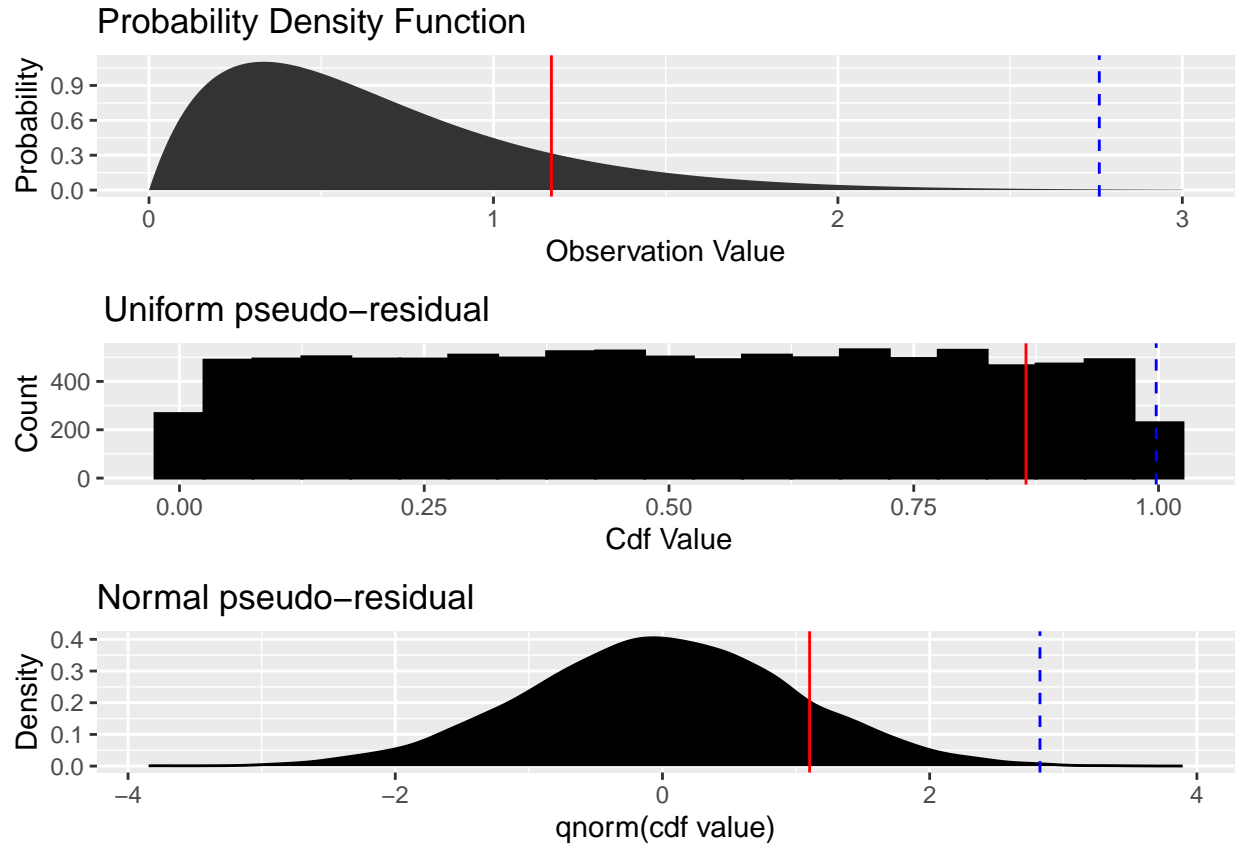 Probability Density Function
Probability
0.9
0.6
0.3
0.0
0 1 2 3
Observation Value
Uniform pseudo−residual
Count
400
200
0
0.00 0.25 0.50 0.75 1.00
Cdf Value
Normal pseudo−residual
Density
0.4
0.3
0.2
0.1
0.0
−4 −2 0 2 4
qnorm(cdf value)